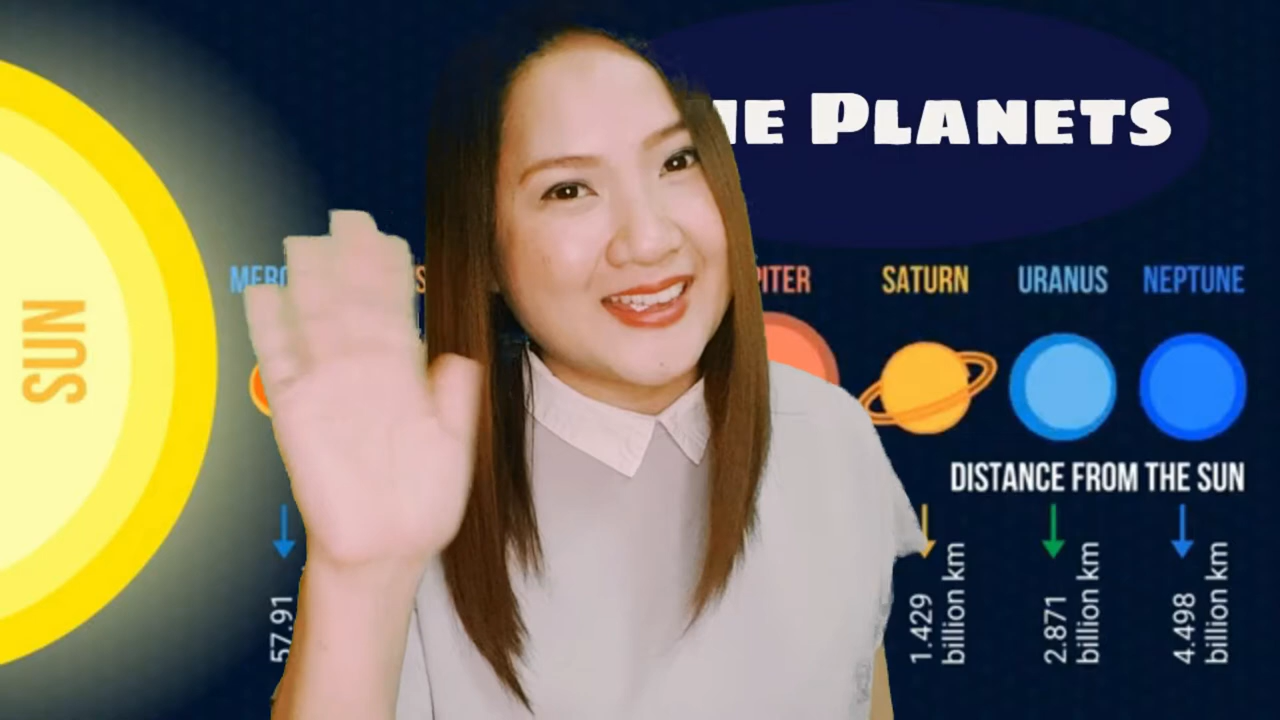 PLANETS
SUN
SATURN
URANUS
NEPTUNE
DISTANCE FROM THE SUN
57.91
1.429
billion km
2.871
billion km
4.498
billion km